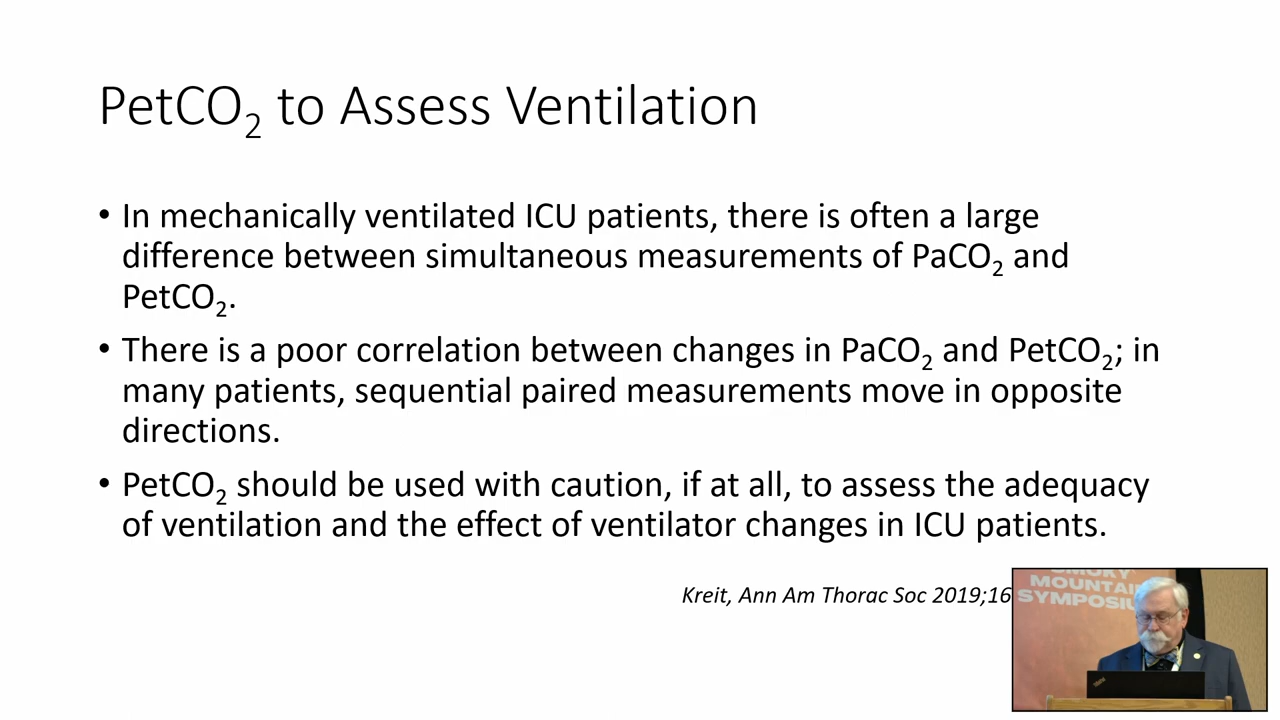 PetCO₂ to Assess Ventilation
• In mechanically ventilated ICU patients, there is often a large
difference between simultaneous measurements of PaCO₂ and
PetCO₂.
• There is a poor correlation between changes in PaCO₂ and PetCO₂; in
many patients, sequential paired measurements move in opposite
directions.
• PetCO₂ should be used with caution, if at all, to assess the adequacy
of ventilation and the effect of ventilator changes in ICU patients.
Kreit, Ann Am Thorac Soc 2019;16
SMOKY
MOUNTAI
SYMPOSIU